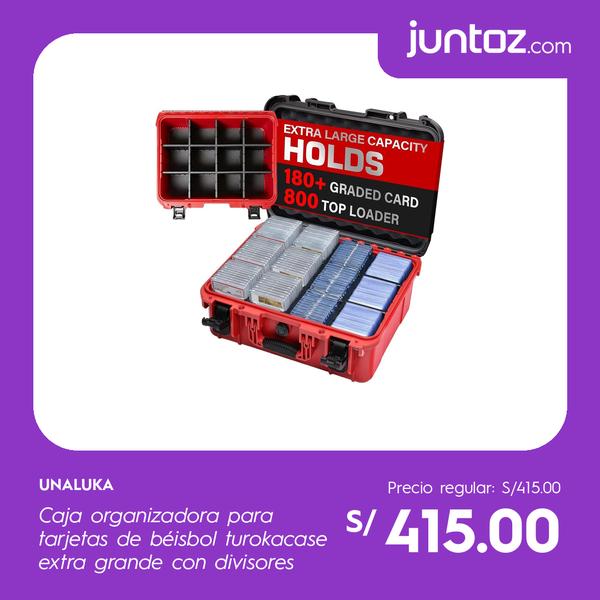 juntoz.com
EXTRA LARGE CAPACITY
HOLDS
180+ GRADED CARD
800 TOP LOADER
UNALUKA
Precio regular: S/415.00
Caja organizadora para
tarjetas de béisbol turokacase
extra grande con divisores
S/ 415.00